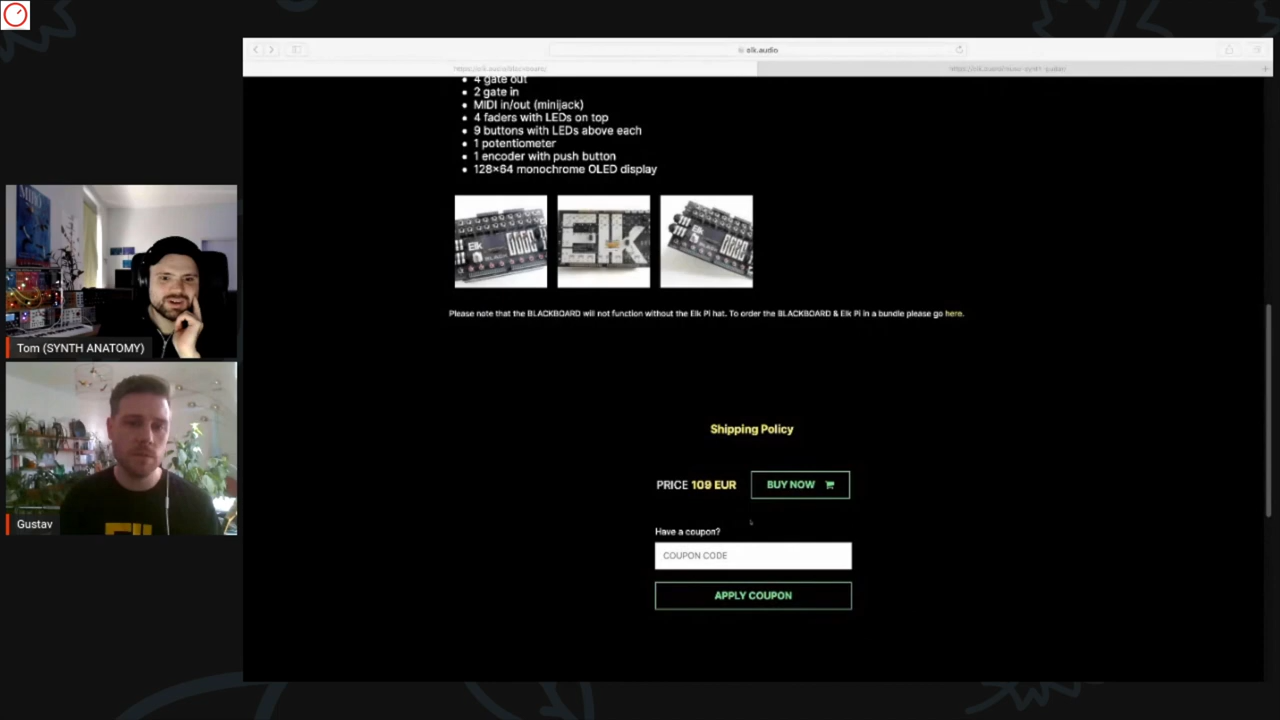 elk.audio
4 gate out
2 gate in
MIDI in/out (minijack)
4 faders with LEDs on top
9 buttons with LEDs above each
1 potentiometer
1 encoder with push button
128×64 monochrome OLED display
Elk
Elk
Elk
Please note that the BLACKBOARD will not function without the Elk Pi hat. To order the BLACKBOARD & Elk Pi in a bundle please go here.
Tom (SYNTH ANATOMY)
Shipping Policy
PRICE 109 EUR
BUY NOW
Gustav
Have a coupon?
COUPON CODE
APPLY COUPON